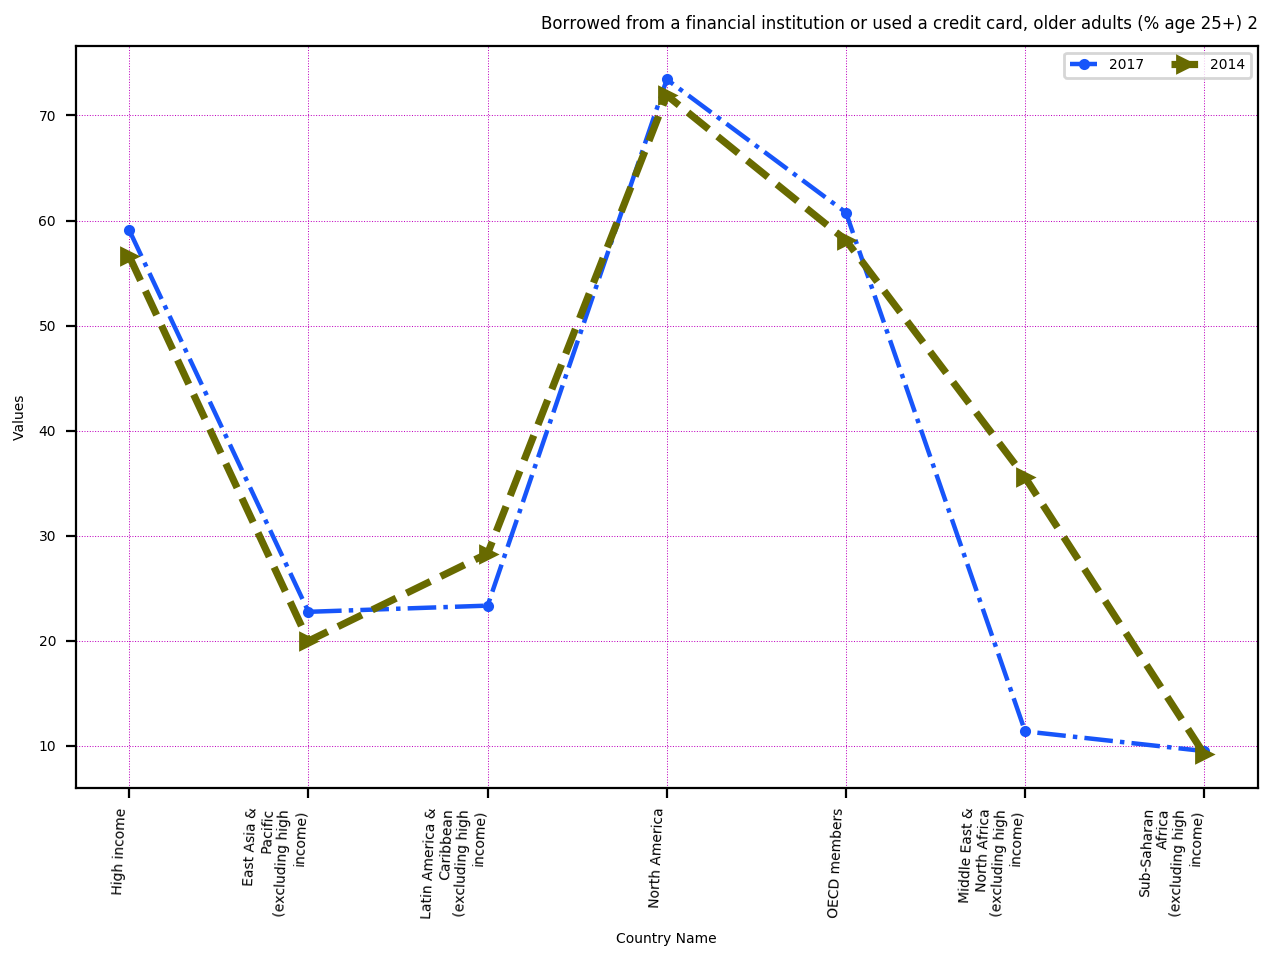 Borrowed from a financial institution or used a credit card, older adults (% age 25+) 2
2017
2014
70
60
50
40
30
20
10
Values
High income
East Asia &
Pacific
(excluding high
income)
Latin America &
Caribbean
(excluding high
income)
North America
OECD members
Middle East &
North Africa
(excluding high
income)
Sub-Saharan
Africa
(excluding high
income)
Country Name